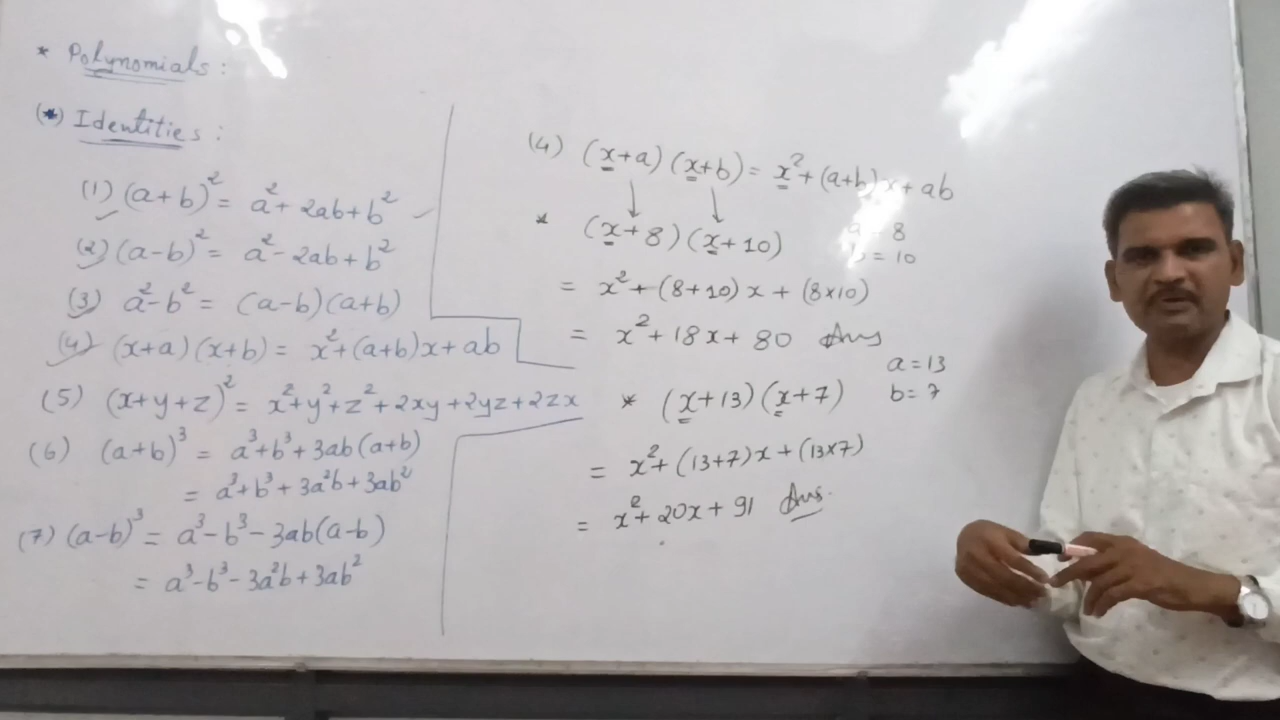 * Polynomials :
(*) Identities :
(1) (a+b)² = a² + 2ab + b²
(2) (a-b)² = a² - 2ab + b²
(3) a² - b² = (a-b)(a+b)
(4) (x+a)(x+b) = x² + (a+b)x + ab
(5) (x+y+z)² = x² + y² + z² + 2xy + 2yz + 2zx
(6) (a+b)³ = a³ + b³ + 3ab(a+b)
= a³ + b³ + 3a²b + 3ab²
(7) (a-b)³ = a³ - b³ - 3ab(a-b)
= a³ - b³ - 3a²b + 3ab²
(4) (x+a)(x+b) = x² + (a+b)x + ab
* (x+8)(x+10)
a = 8
b = 10
= x² + (8+10)x + (8×10)
= x² + 18x + 80 Ans
a = 13
b = 7
* (x+13)(x+7)
= x² + (13+7)x + (13×7)
= x² + 20x + 91 Ans.